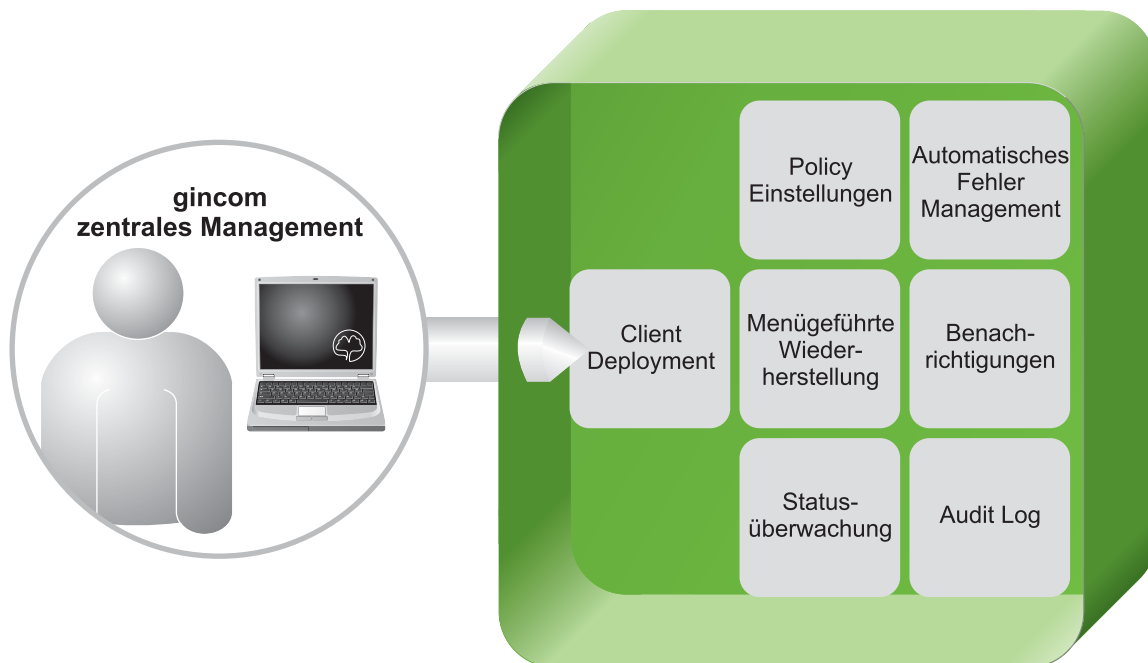 gincom
zentrales Management
Policy
Einstellungen
Automatisches
Fehler
Management
Client
Deployment
Menügeführte
Wieder-
herstellung
Benach-
richtigungen
Status-
überwachung
Audit Log